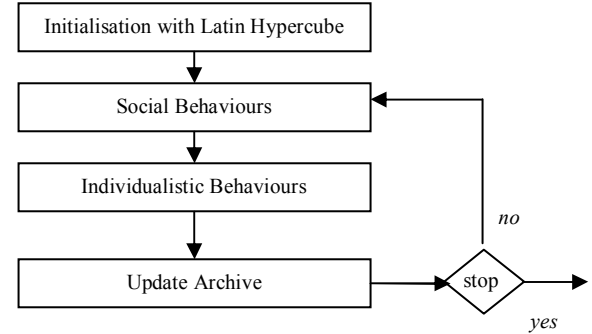 Initialisation with Latin Hypercube
Social Behaviours
Individualistic Behaviours
no
Update Archive
stop
yes